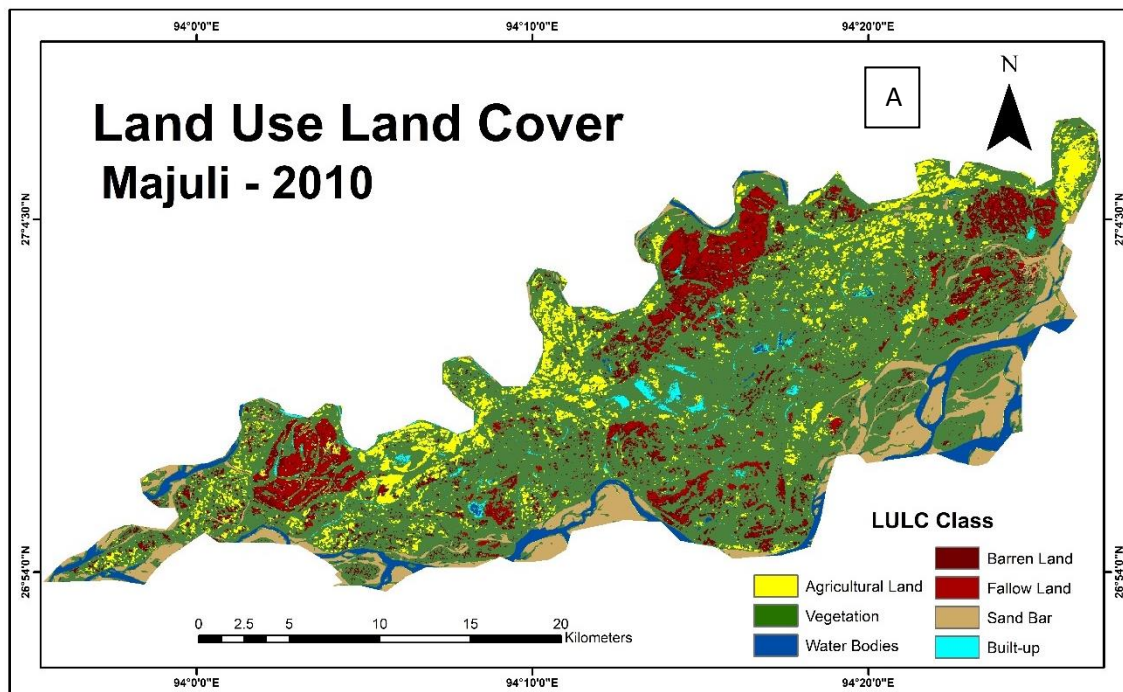 94°0'0"E 94°10'0"E 94°20'0"E
A
N
Land Use Land Cover
Majuli - 2010
27°4'30"N 27°4'30"N
26°54'0"N 26°54'0"N
LULC Class
Agricultural Land
Vegetation
Water Bodies
Barren Land
Fallow Land
Sand Bar
Built-up
0 2.5 5 10 15 20
Kilometers
94°0'0"E 94°10'0"E 94°20'0"E